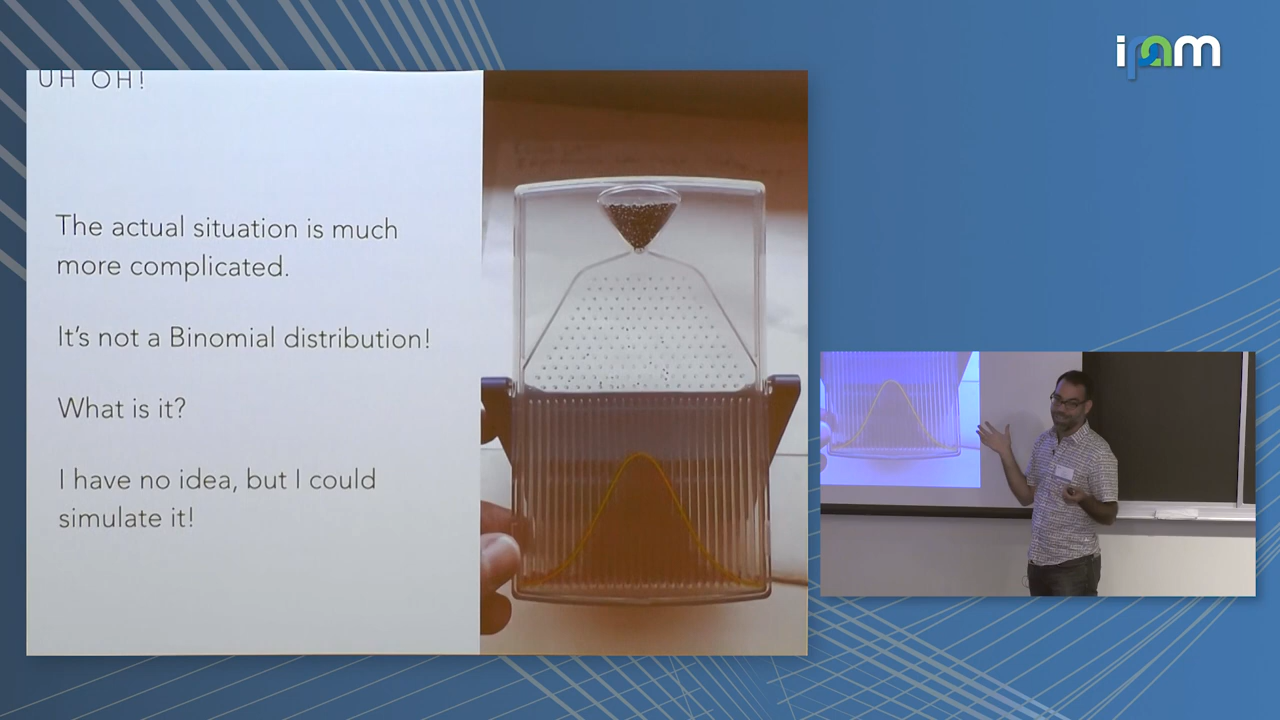 ipam
UH OH!
The actual situation is much
more complicated.
It's not a Binomial distribution!
What is it?
I have no idea, but I could
simulate it!